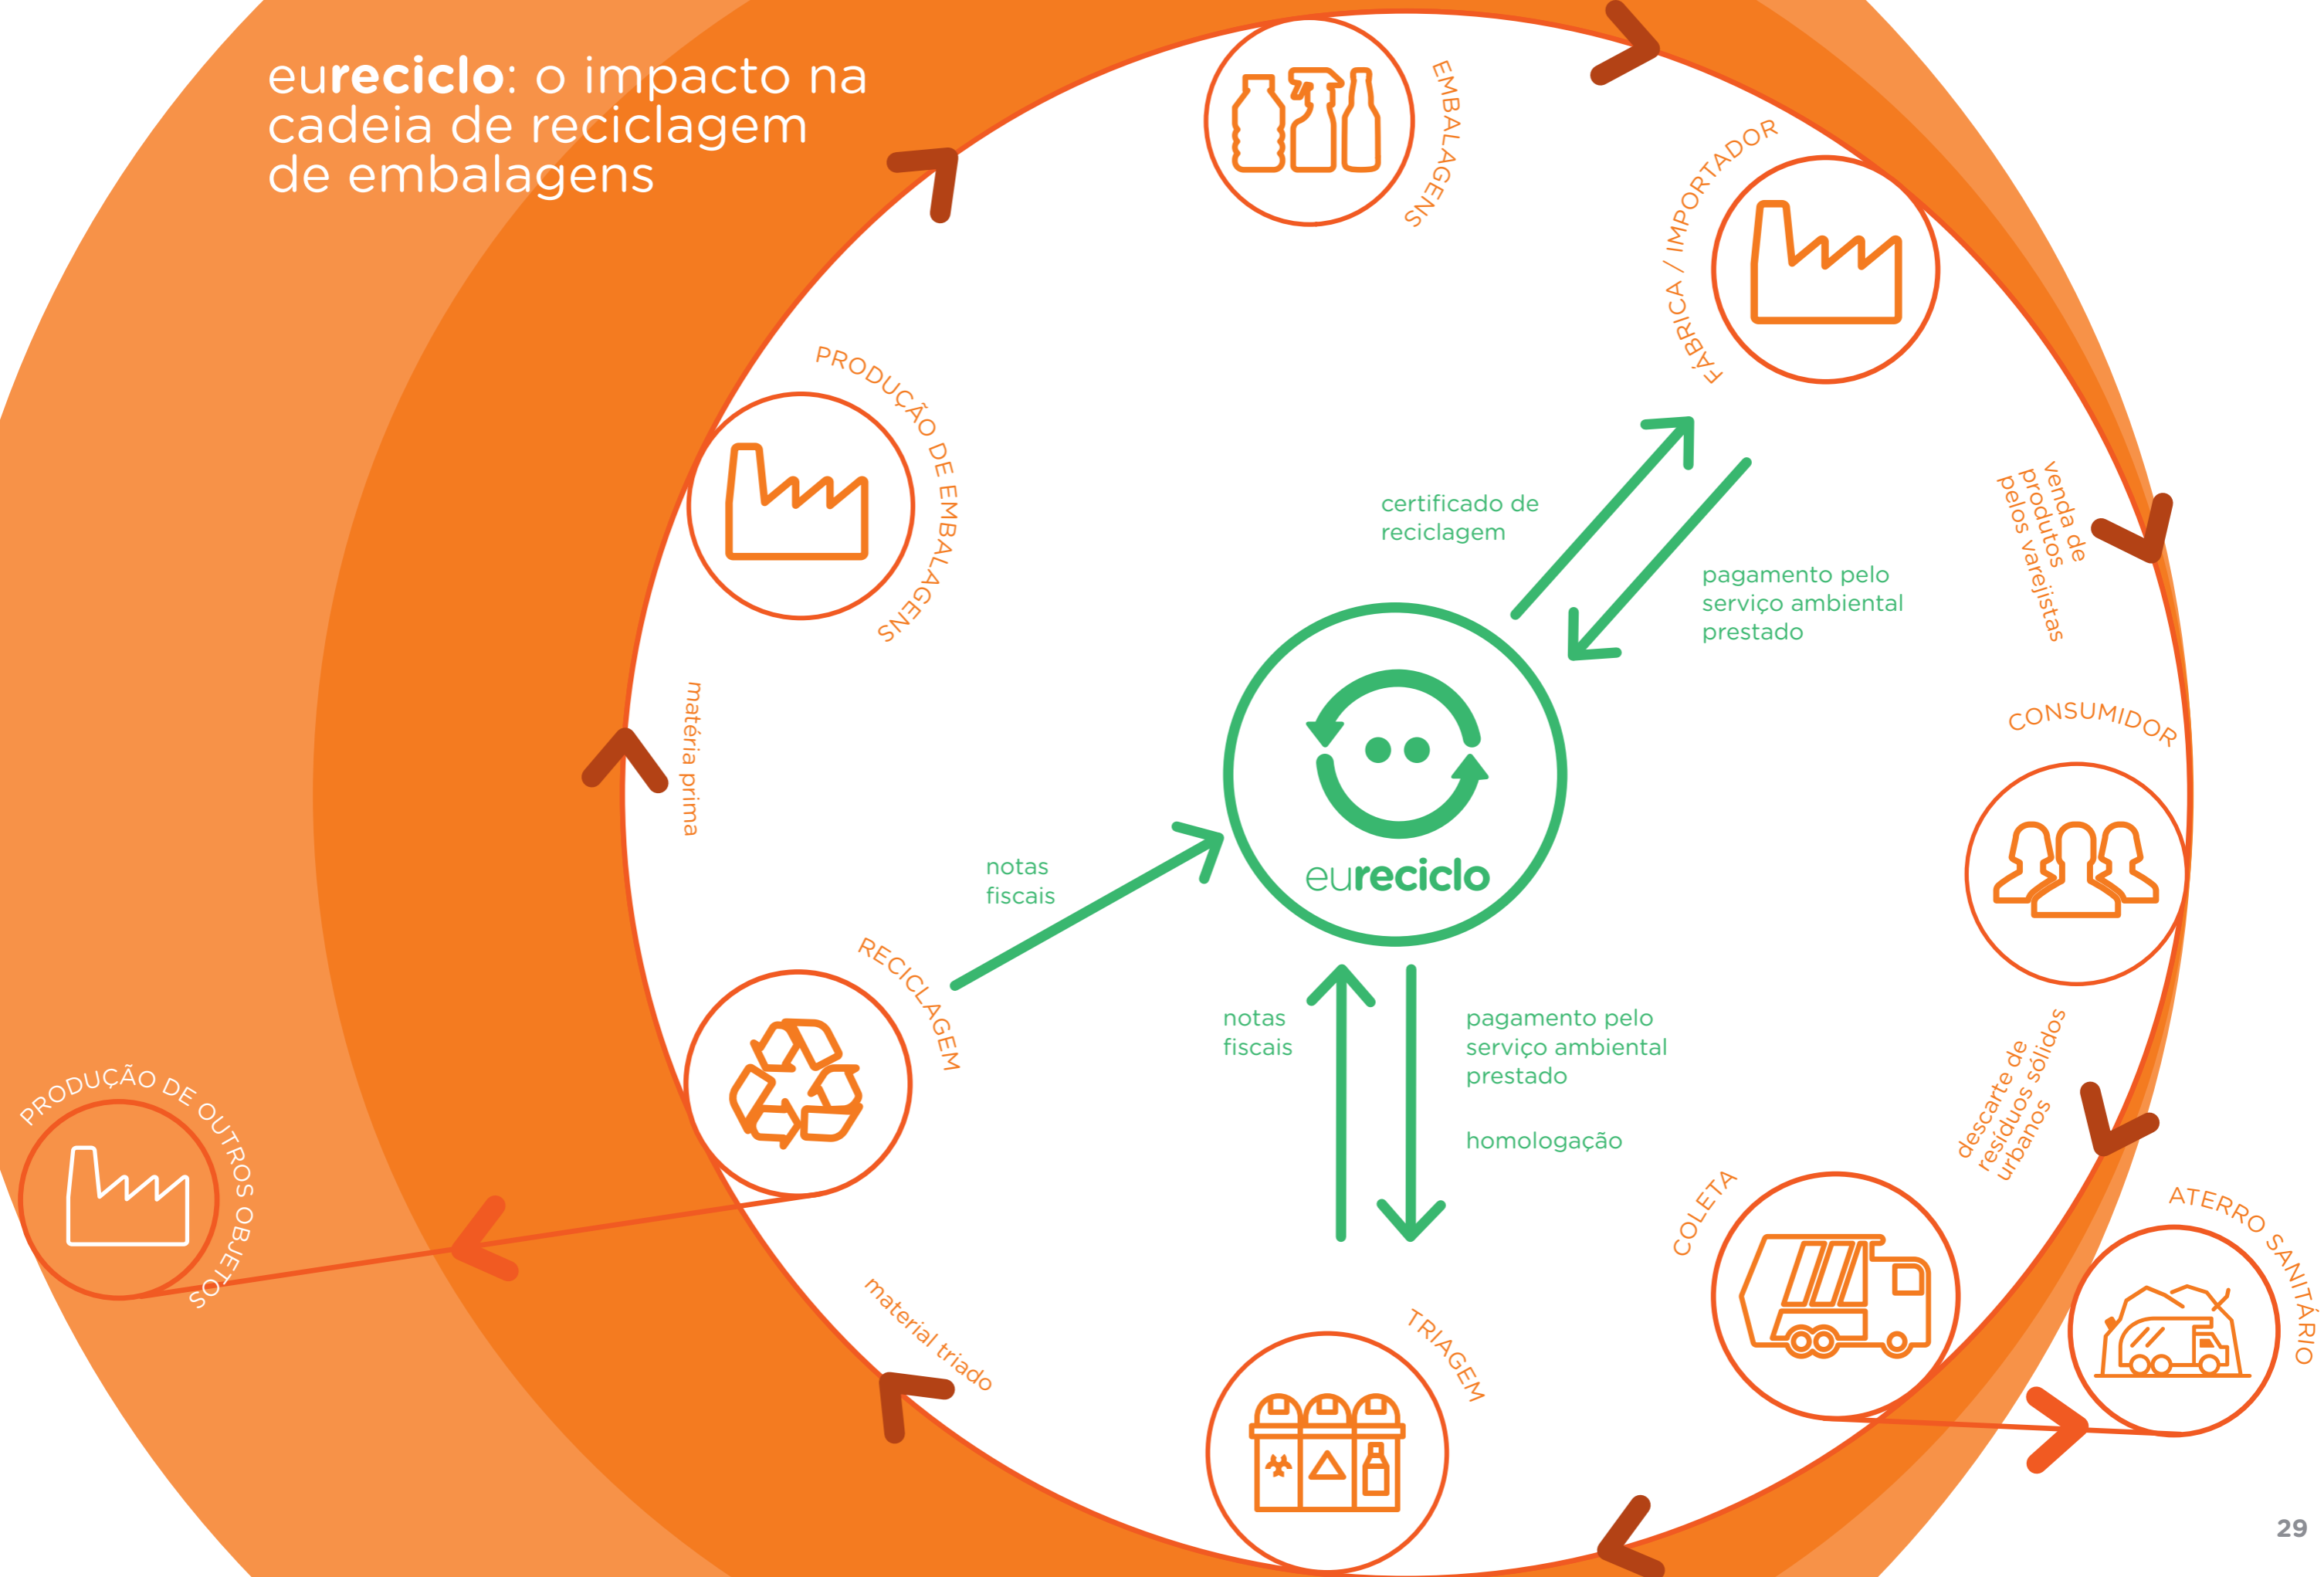 eureciclo: o impacto na
cadeia de reciclagem
de embalagens
EMBALAGENS
FÁBRICA / IMPORTADOR
PRODUÇÃO DE EMBALAGENS
certificado de
reciclagem
venda de
produtos
pelos varejistas
pagamento pelo
serviço ambiental
prestado
matéria prima
CONSUMIDOR
notas
fiscais
eureciclo
RECICLAGEM
notas
fiscais
pagamento pelo
serviço ambiental
prestado
homologação
descarte de
resíduos sólidos
urbanos
PRODUÇÃO DE OUTROS OBJETOS
COLETA
ATERRO SANITÁRIO
material triado
TRIAGEM
29